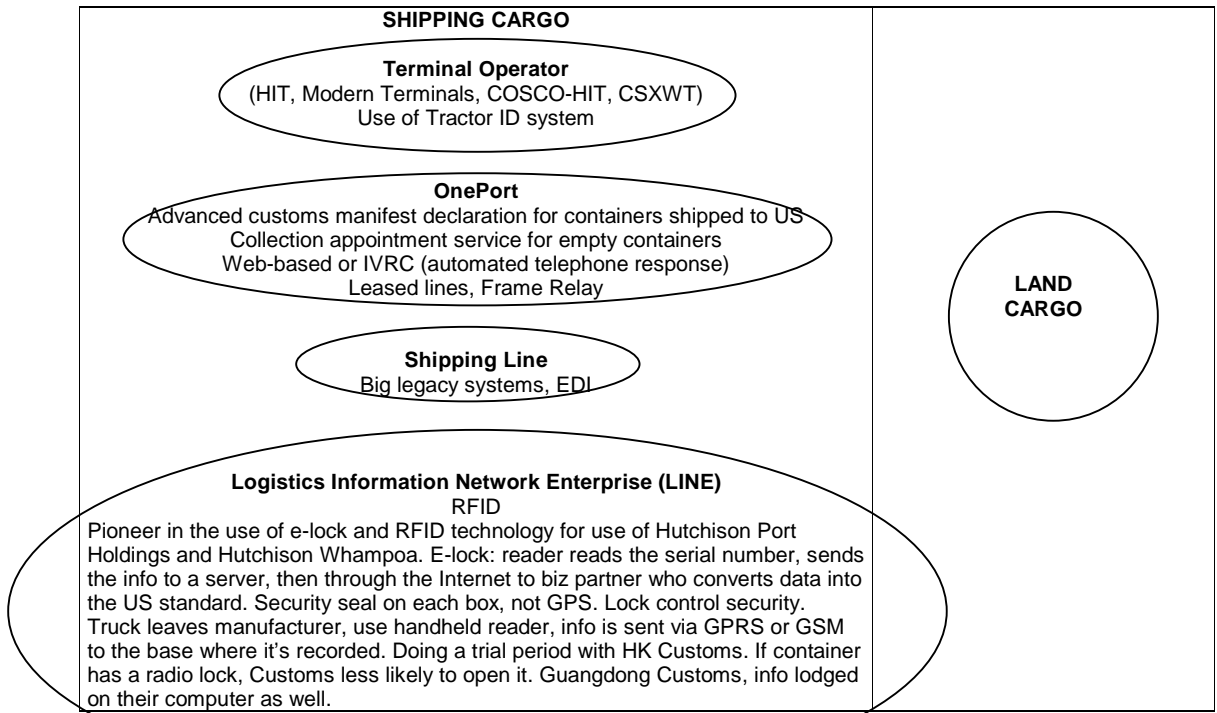 SHIPPING CARGO
Terminal Operator
(HIT, Modern Terminals, COSCO-HIT, CSXWT)
Use of Tractor ID system
OnePort
Advanced customs manifest declaration for containers shipped to US
Collection appointment service for empty containers
Web-based or IVRC (automated telephone response)
Leased lines, Frame Relay
Shipping Line
Big legacy systems, EDI
Logistics Information Network Enterprise (LINE)
RFID
Pioneer in the use of e-lock and RFID technology for use of Hutchison Port
Holdings and Hutchison Whampoa. E-lock: reader reads the serial number, sends
the info to a server, then through the Internet to biz partner who converts data into
the US standard. Security seal on each box, not GPS. Lock control security.
Truck leaves manufacturer, use handheld reader, info is sent via GPRS or GSM
to the base where it's recorded. Doing a trial period with HK Customs. If container
has a radio lock, Customs less likely to open it. Guangdong Customs, info lodged
on their computer as well.
LAND
CARGO